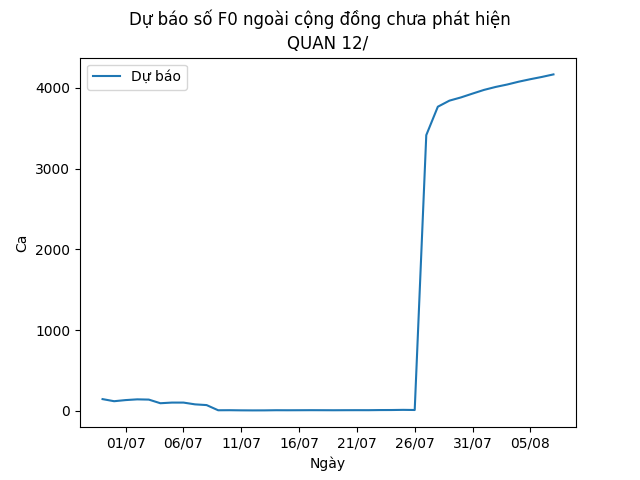 Dự báo số F0 ngoài cộng đồng chưa phát hiện
QUAN 12/
Dự báo
Ca
4000
3000
2000
1000
0
01/07 06/07 11/07 16/07 21/07 26/07 31/07 05/08
Ngày